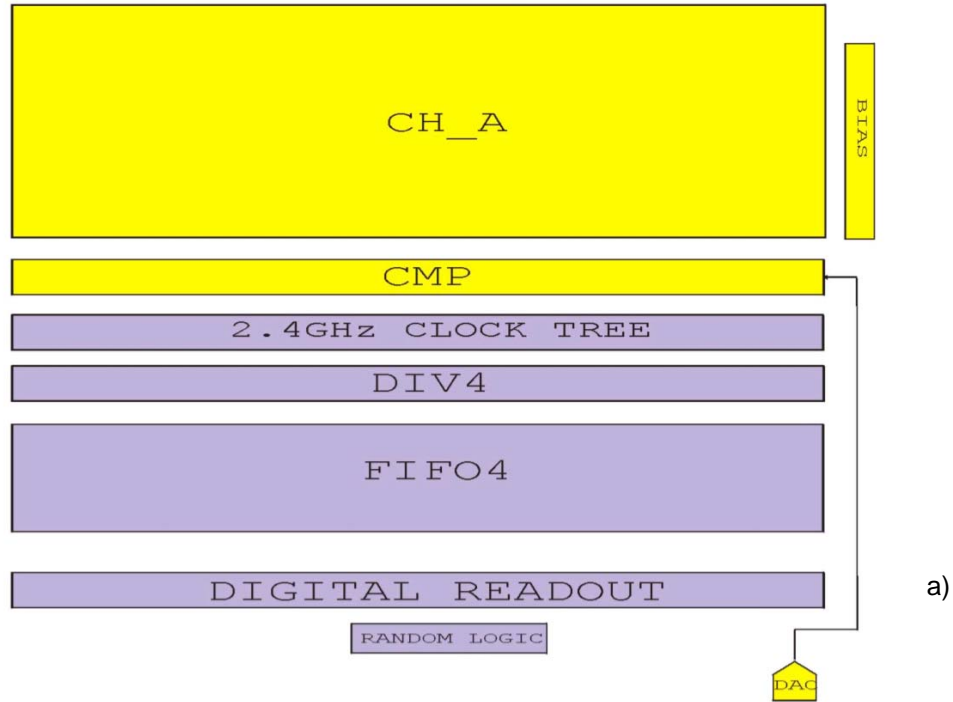 CH_A
BIAS
CMP
2.4GHz CLOCK TREE
DIV4
FIFO4
DIGITAL READOUT
a)
RANDOM LOGIC
DAC